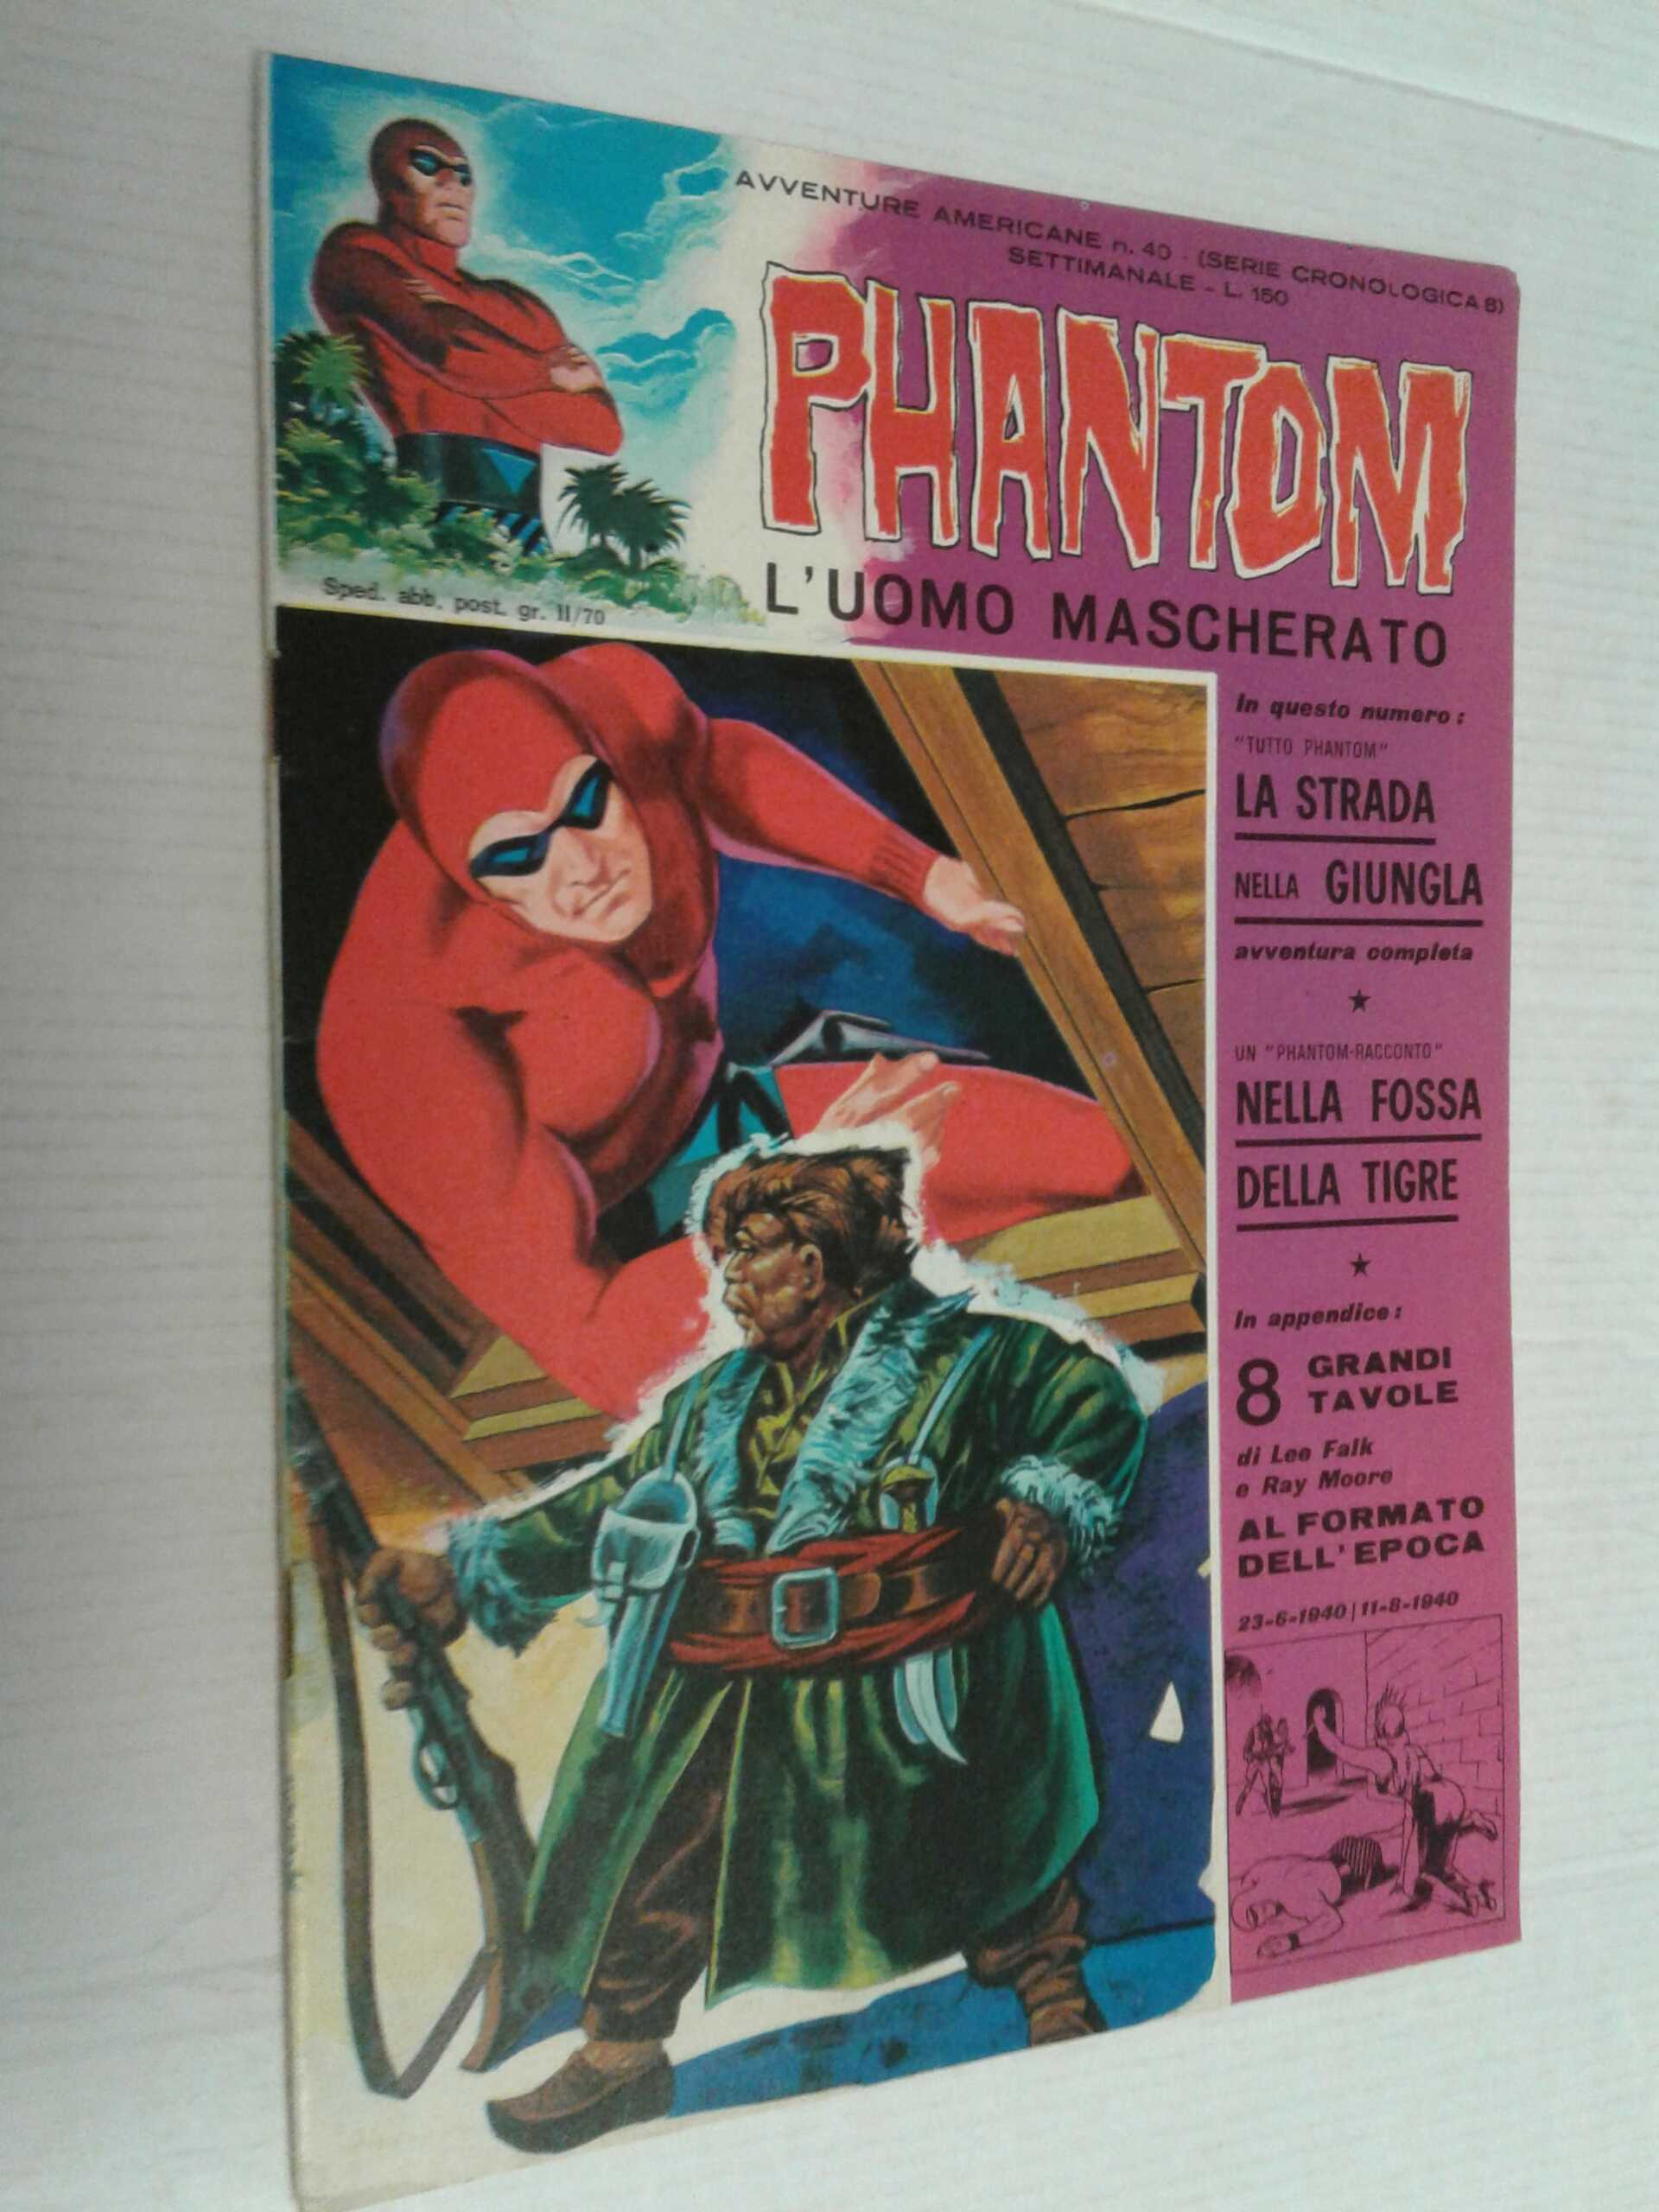 AVVENTURE AMERICANE n. 40 - (SERIE CRONOLOGICA 8)
SETTIMANALE - L. 150
PHANTOM
L'UOMO MASCHERATO
Sped. abb. post. gr. II/70
In questo numero:
"TUTTO PHANTOM"
LA STRADA
NELLA GIUNGLA
avventura completa
UN "PHANTOM-RACCONTO"
NELLA FOSSA
DELLA TIGRE
In appendice:
8 GRANDI
TAVOLE
di Lee Falk
e Ray Moore
AL FORMATO
DELL'EPOCA
23-6-1940 | 11-8-1940